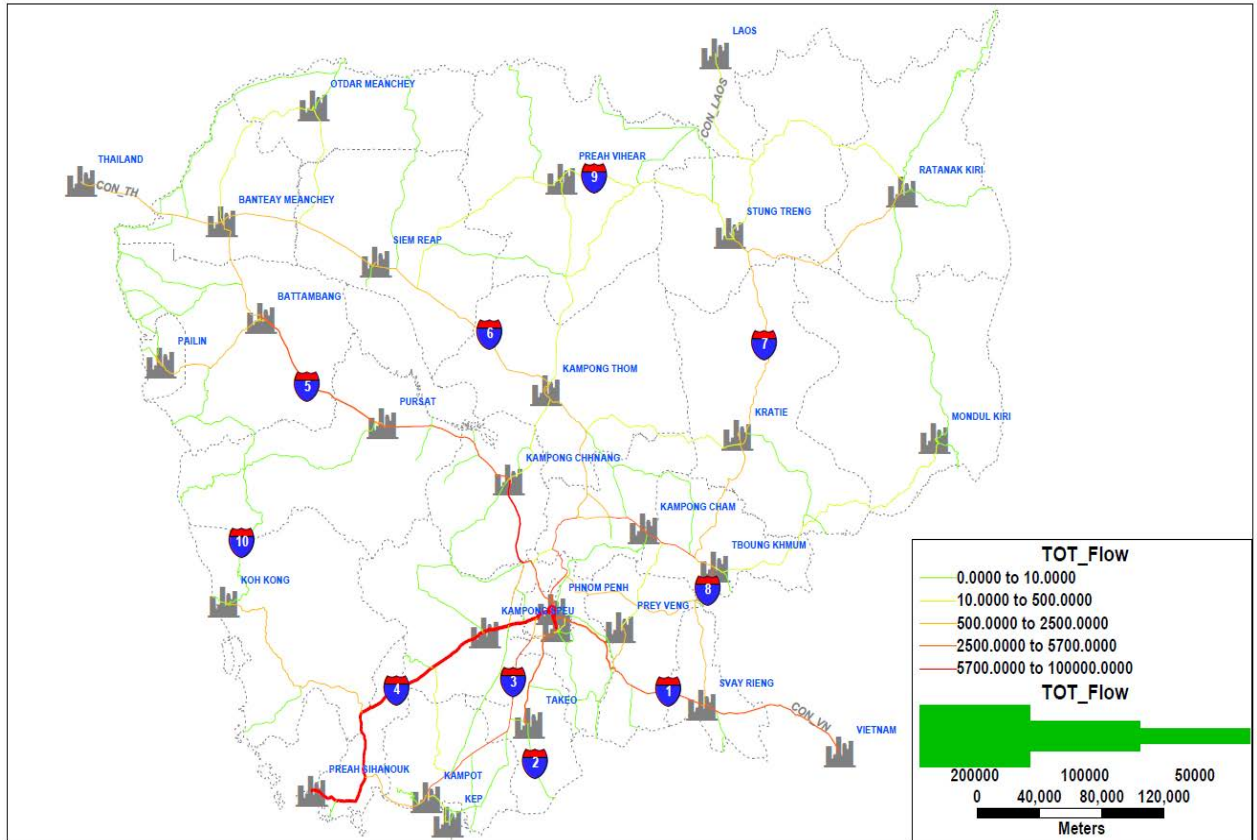 LAOS
CON_LAOS
OTDAR MEANCHEY
THAILAND
CON_TH
PREAH VIHEAR
9
RATANAK KIRI
BANTEAY MEANCHEY
STUNG TRENG
SIEM REAP
BATTAMBANG
6
7
PAILIN
5
KAMPONG THOM
PURSAT
KRATIE
MONDUL KIRI
KAMPONG CHHNANG
KAMPONG CHAM
10
TBOUNG KHMUM
KOH KONG
PHNOM PENH
8
KAMPONG SPEU
PREY VENG
3
4
1
SVAY RIENG
TAKEO
CON_VN
VIETNAM
2
PREAH SIHANOUK
KAMPOT
KEP
TOT_Flow
0.0000 to 10.0000
10.0000 to 500.0000
500.0000 to 2500.0000
2500.0000 to 5700.0000
5700.0000 to 100000.0000
TOT_Flow
200000 100000 50000
0 40,000 80,000 120,000
Meters